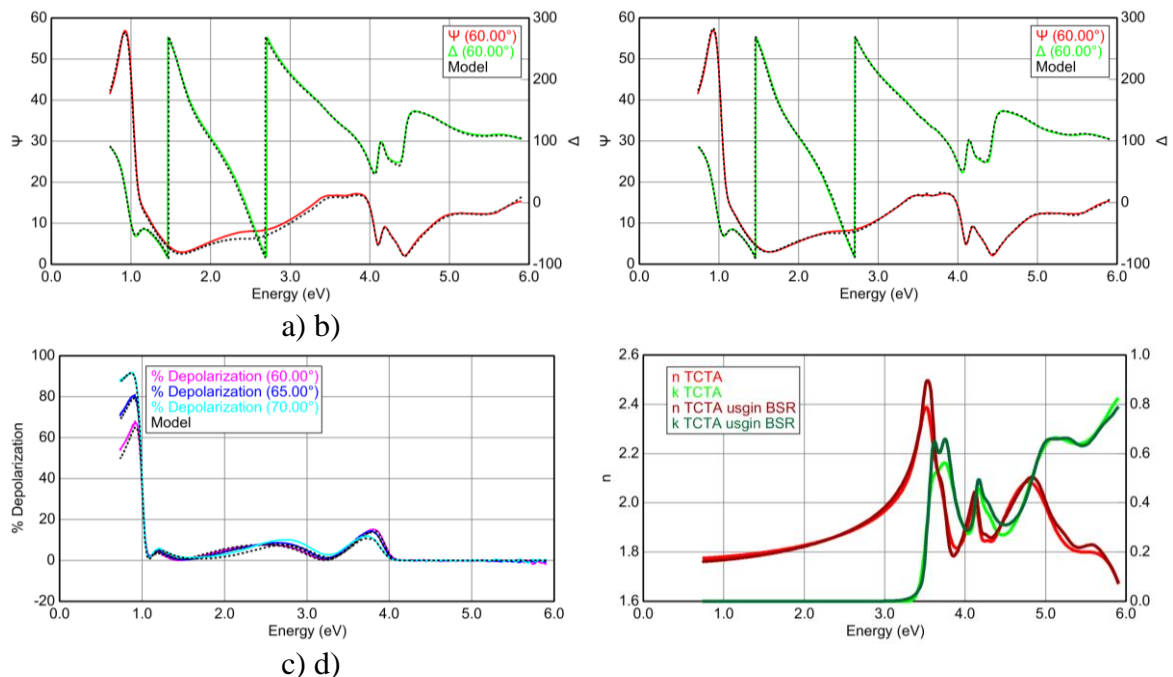 60
50
40
30
20
10
0
Ψ
300
200
100
0
-100
Δ
Ψ (60.00°)
Δ (60.00°)
Model
0.0 1.0 2.0 3.0 4.0 5.0 6.0
Energy (eV)
60
50
40
30
20
10
0
Ψ
300
200
100
0
-100
Δ
Ψ (60.00°)
Δ (60.00°)
Model
0.0 1.0 2.0 3.0 4.0 5.0 6.0
Energy (eV)
a) b)
100
80
60
40
20
0
-20
% Depolarization
% Depolarization (60.00°)
% Depolarization (65.00°)
% Depolarization (70.00°)
Model
0.0 1.0 2.0 3.0 4.0 5.0 6.0
Energy (eV)
2.6
2.4
2.2
2.0
1.8
1.6
n
n TCTA
k TCTA
n TCTA usgin BSR
k TCTA usgin BSR
1.0
0.8
0.6
0.4
0.2
0.0
0.0 1.0 2.0 3.0 4.0 5.0 6.0
Energy (eV)
c) d)